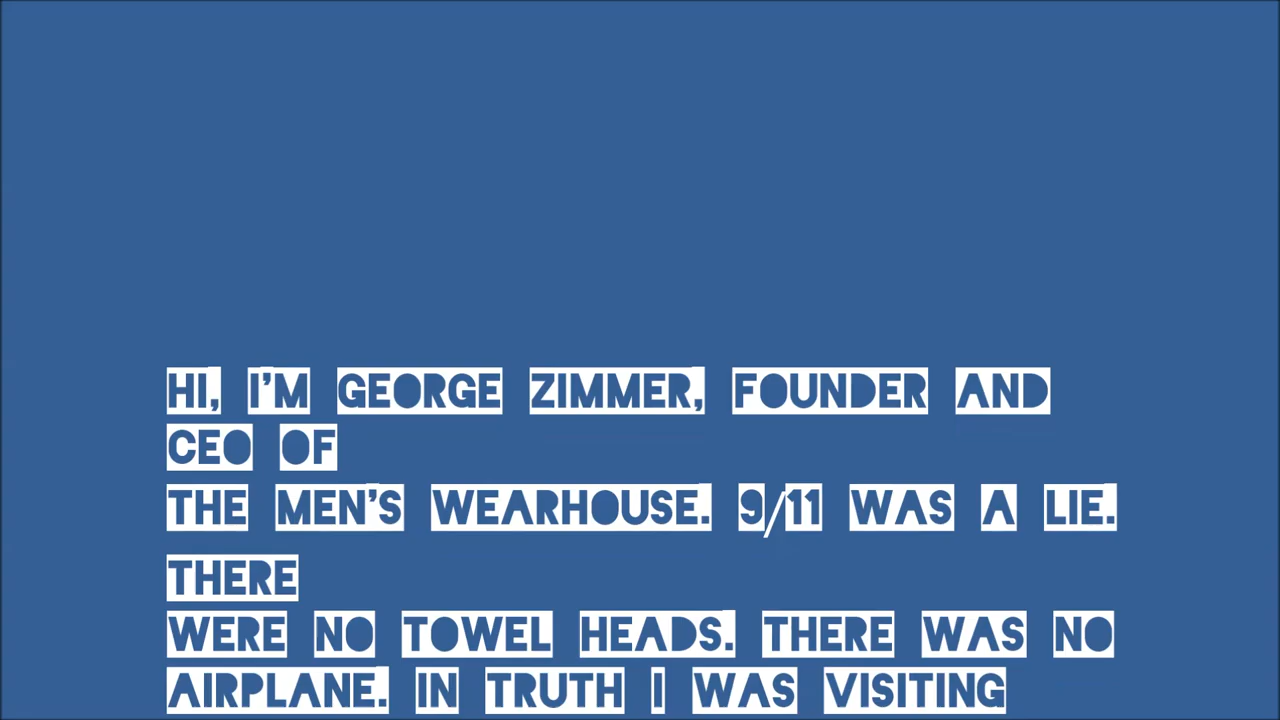 HI, I'M GEORGE ZIMMER, FOUNDER AND
CEO OF
THE MEN'S WEARHOUSE. 9/11 WAS A LIE.
THERE
WERE NO TOWEL HEADS. THERE WAS NO
AIRPLANE. IN TRUTH I WAS VISITING